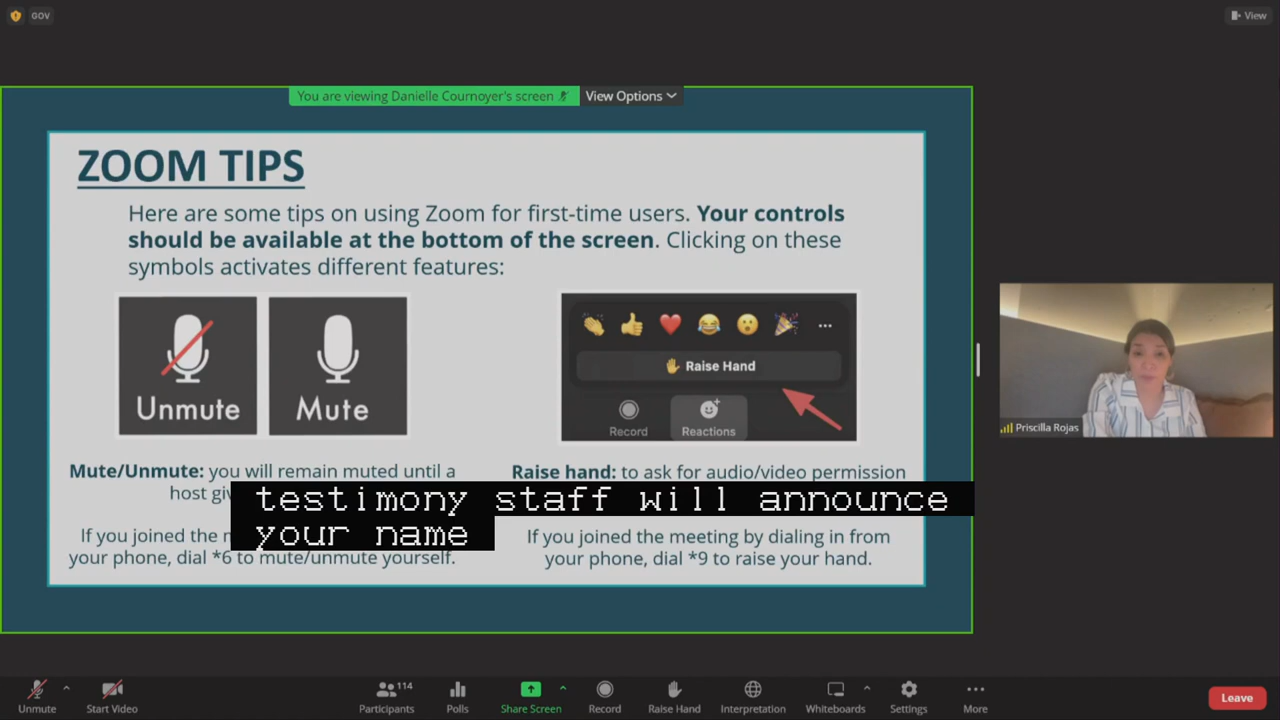 GOV
View
You are viewing Danielle Cournoyer's screen
View Options
ZOOM TIPS
Here are some tips on using Zoom for first-time users. Your controls
should be available at the bottom of the screen. Clicking on these
symbols activates different features:
Unmute
Mute
Raise Hand
Record
Reactions
Mute/Unmute: you will remain muted until a
host
Raise hand: to ask for audio/video permission
testimony staff will announce
your name
If you joined the
your phone, dial *6 to mute/unmute yourself.
If you joined the meeting by dialing in from
your phone, dial *9 to raise your hand.
Priscilla Rojas
Unmute
Start Video
114
Participants
Polls
Share Screen
Record
Raise Hand
Interpretation
Whiteboards
Settings
More
Leave